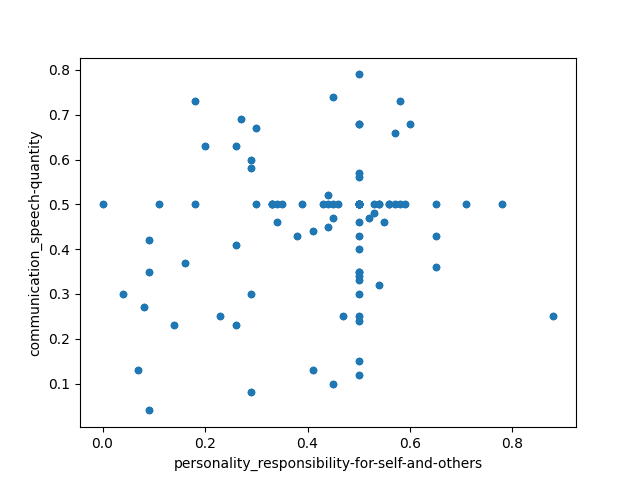 0.8
0.7
0.6
0.5
0.4
0.3
0.2
0.1
communication_speech-quantity
0.0 0.2 0.4 0.6 0.8
personality_responsibility-for-self-and-others